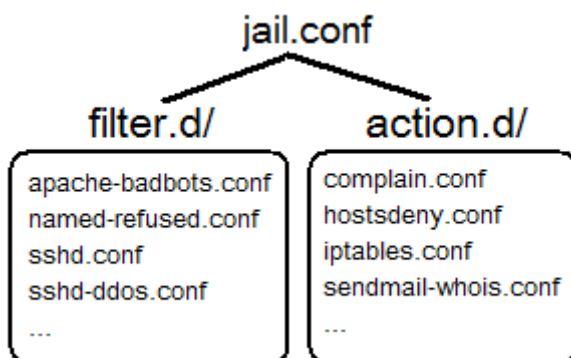 jail.conf
filter.d/
apache-badbots.conf
named-refused.conf
sshd.conf
sshd-ddos.conf
...
action.d/
complain.conf
hostsdeny.conf
iptables.conf
sendmail-whois.conf
...